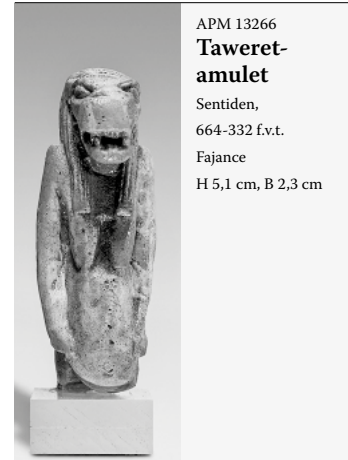 APM 13266
Taweret-
amulet
Sentiden,
664-332 f.v.t.
Fajance
H 5,1 cm, B 2,3 cm